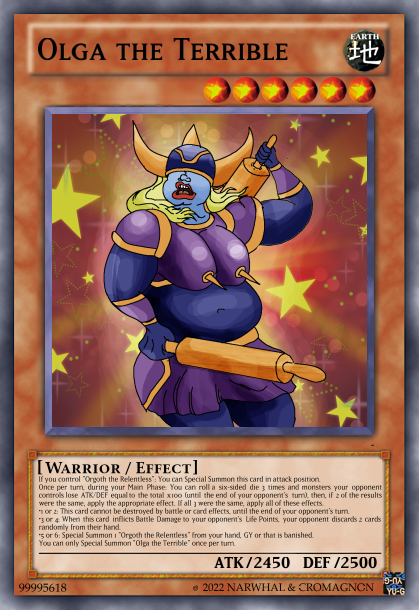 Olga the Terrible
EARTH
地
[ Warrior / Effect ]
If you control "Orgoth the Relentless": You can Special Summon this card in attack position.
Once per turn, during your Main Phase: You can roll a six-sided die 3 times and monsters your opponent
controls lose ATK/DEF equal to the total x100 (until the end of your opponent's turn), then, if 2 of the results
were the same, apply the appropriate effect. If all 3 were the same, apply all of these effects.
•1 or 2: This card cannot be destroyed by battle or card effects, until the end of your opponent's turn.
•3 or 4: When this card inflicts Battle Damage to your opponent's Life Points, your opponent discards 2 cards
randomly from their hand.
•5 or 6: Special Summon 1 "Orgoth the Relentless" from your hand, GY or that is banished.
You can only Special Summon "Olga the Terrible" once per turn.
ATK/2450 DEF/2500
99995618
© 2022 NARWHAL & CROMAGNCN